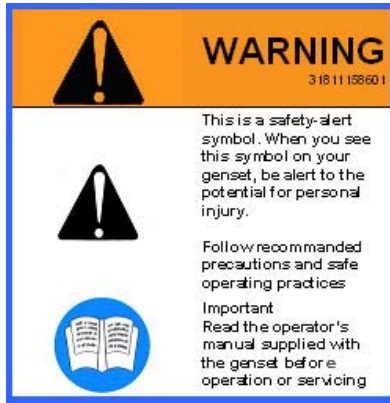 WARNING
31811158601
This is a safety-alert
symbol. When you see
this symbol on your
genset, be alert to the
potential for personal
injury.
Follow recommanded
precautions and safe
operating practices
Important
Read the operator's
manual supplied with
the genset before
operation or servicing